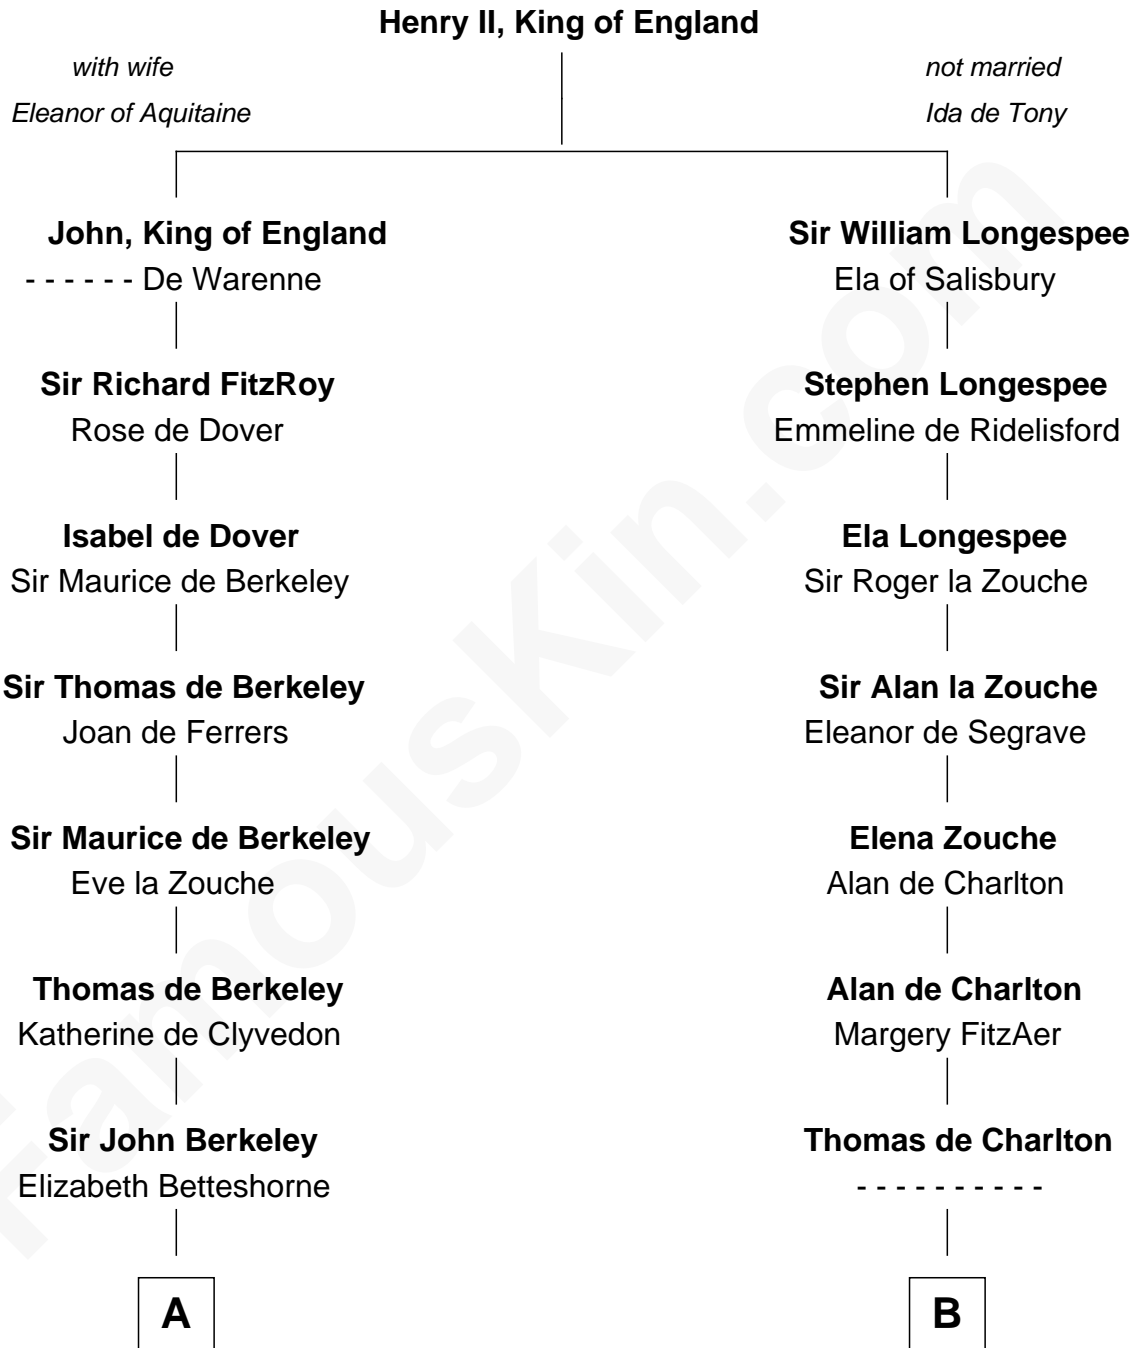 Henry II, King of England
with wife
Eleanor of Aquitaine
not married
Ida de Tony
John, King of England
- - - - - - De Warenne
Sir William Longespee
Ela of Salisbury
Sir Richard FitzRoy
Rose de Dover
Stephen Longespee
Emmeline de Ridelisford
Isabel de Dover
Sir Maurice de Berkeley
Ela Longespee
Sir Roger la Zouche
Sir Thomas de Berkeley
Joan de Ferrers
Sir Alan la Zouche
Eleanor de Segrave
Sir Maurice de Berkeley
Eve la Zouche
Elena Zouche
Alan de Charlton
Thomas de Berkeley
Katherine de Clyvedon
Alan de Charlton
Margery FitzAer
Sir John Berkeley
Elizabeth Betteshorne
Thomas de Charlton
- - - - - - - - - -
A
B
FamousKin.com